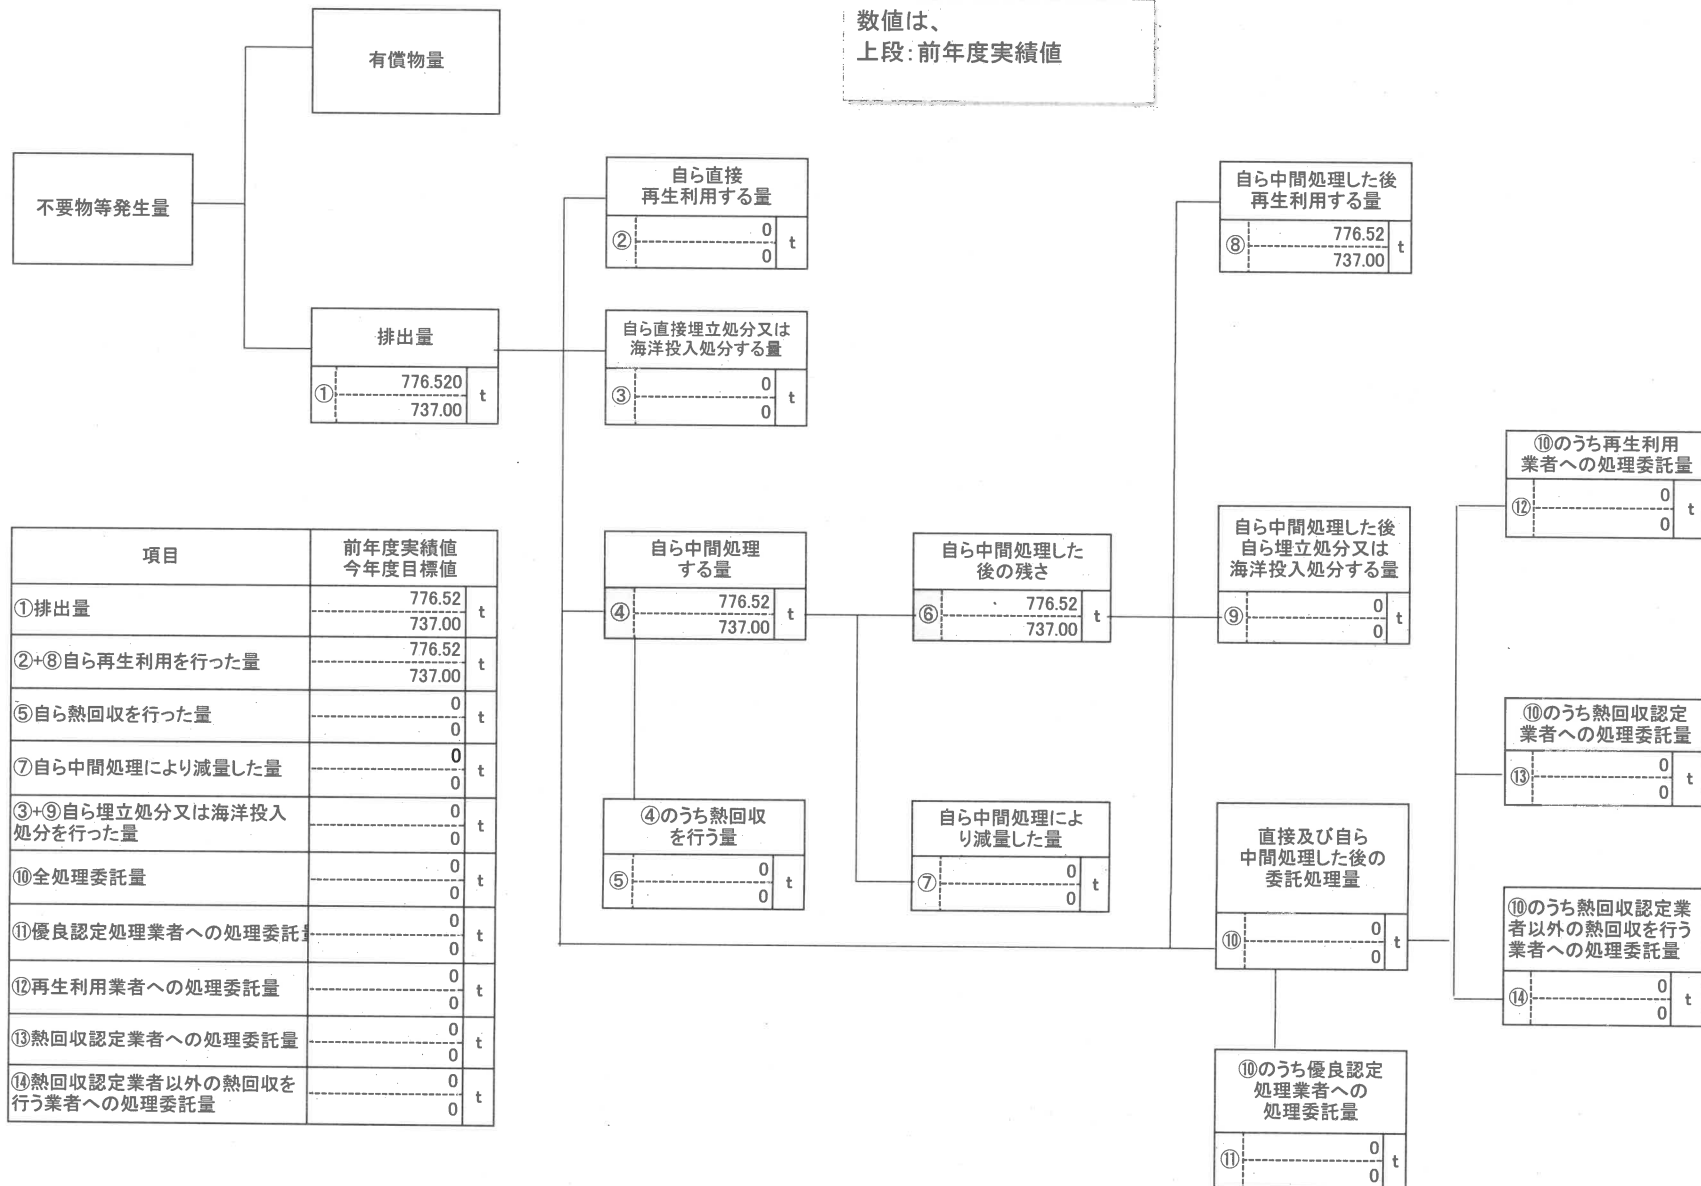 数値は、
上段:前年度実績値
有償物量
不要物等発生量
排出量
① 776.520 t
737.00
自ら直接
再生利用する量
② 0 t
0
自ら直接埋立処分又は
海洋投入処分する量
③ 0 t
0
自ら中間処理した後
再生利用する量
⑧ 776.52 t
737.00
自ら中間処理
する量
④ 776.52 t
737.00
自ら中間処理した
後の残さ
⑥ 776.52 t
737.00
自ら中間処理した後
自ら埋立処分又は
海洋投入処分する量
⑨ 0 t
0
④のうち熱回収
を行う量
⑤ 0 t
0
自ら中間処理によ
り減量した量
⑦ 0 t
0
直接及び自ら
中間処理した後の
委託処理量
⑩ 0 t
0
⑩のうち優良認定
処理業者への
処理委託量
⑪ 0 t
0
⑩のうち再生利用
業者への処理委託量
⑫ 0 t
0
⑩のうち熱回収認定
業者への処理委託量
⑬ 0 t
0
⑩のうち熱回収認定業
者以外の熱回収を行う
業者への処理委託量
⑭ 0 t
0
項目 前年度実績値
今年度目標値
①排出量 776.52 t
737.00
②+⑧自ら再生利用を行った量 776.52 t
737.00
⑤自ら熱回収を行った量 0 t
0
⑦自ら中間処理により減量した量 0 t
0
③+⑨自ら埋立処分又は海洋投入
処分を行った量 0 t
0
⑩全処理委託量 0 t
0
⑪優良認定処理業者への処理委託 0 t
0
⑫再生利用業者への処理委託量 0 t
0
⑬熱回収認定業者への処理委託量 0 t
0
⑭熱回収認定業者以外の熱回収を
行う業者への処理委託量 0 t
0